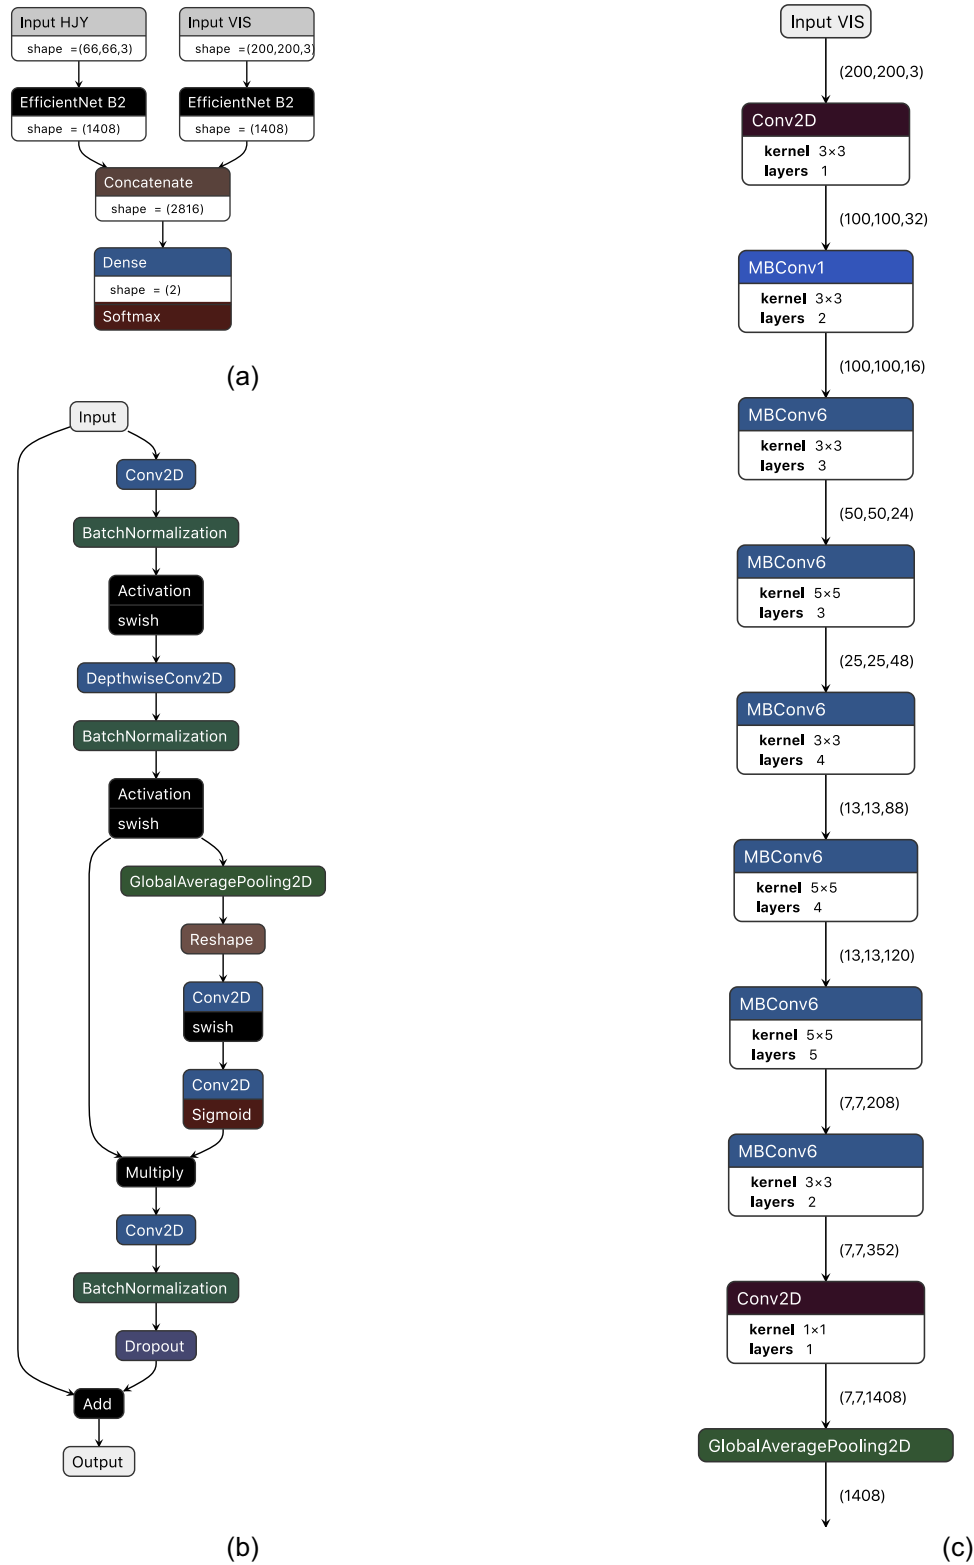 Input HJY
shape =(66,66,3)
Input VIS
shape =(200,200,3)
EfficientNet B2
shape = (1408)
EfficientNet B2
shape = (1408)
Concatenate
shape = (2816)
Dense
shape = (2)
Softmax
(a)
Input
Conv2D
BatchNormalization
Activation
swish
DepthwiseConv2D
BatchNormalization
Activation
swish
GlobalAveragePooling2D
Reshape
Conv2D
swish
Conv2D
Sigmoid
Multiply
Conv2D
BatchNormalization
Dropout
Add
Output
(b)
Input VIS
(200,200,3)
Conv2D
kernel 3×3
layers 1
(100,100,32)
MBConv1
kernel 3×3
layers 2
(100,100,16)
MBConv6
kernel 3×3
layers 3
(50,50,24)
MBConv6
kernel 5×5
layers 3
(25,25,48)
MBConv6
kernel 3×3
layers 4
(13,13,88)
MBConv6
kernel 5×5
layers 4
(13,13,120)
MBConv6
kernel 5×5
layers 5
(7,7,208)
MBConv6
kernel 3×3
layers 2
(7,7,352)
Conv2D
kernel 1×1
layers 1
(7,7,1408)
GlobalAveragePooling2D
(1408)
(c)